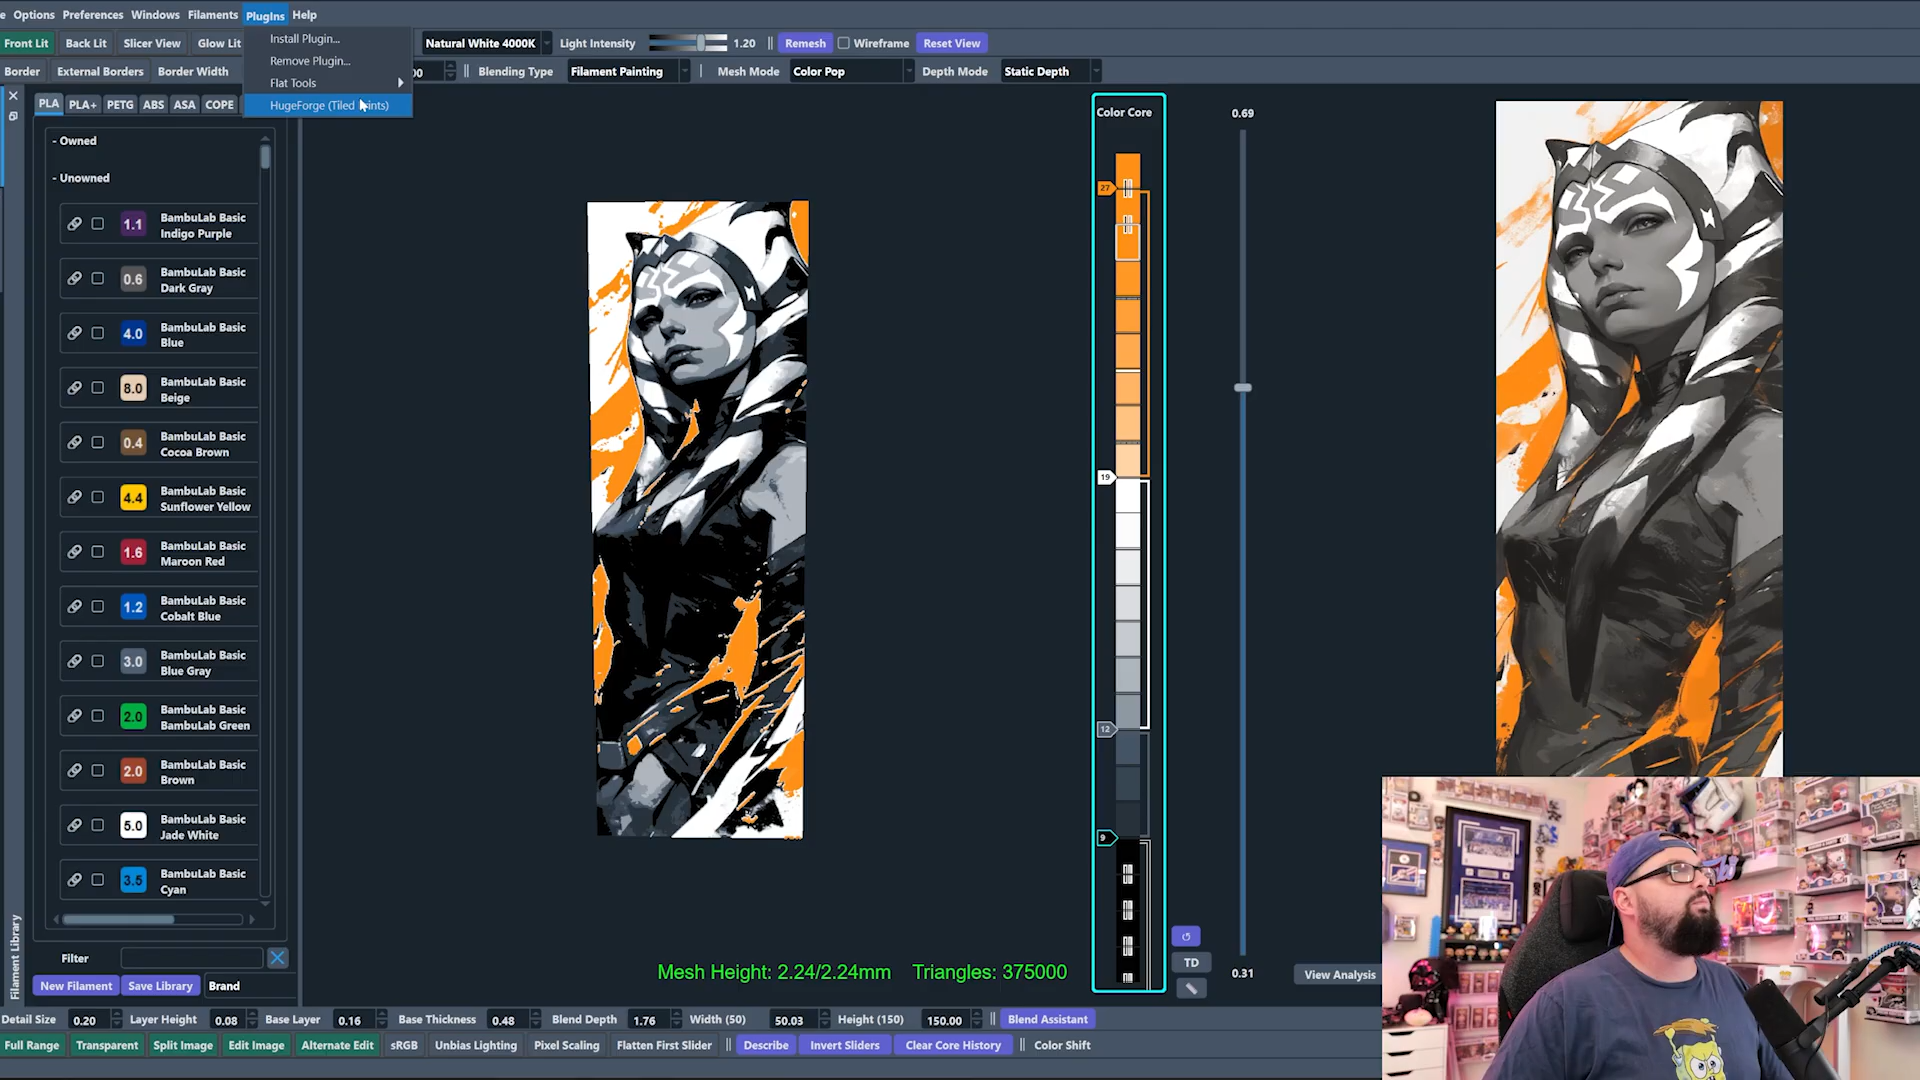 Options Preferences Windows Filaments PlugIns Help
Front Lit Back Lit Slicer View Glow Lit Install Plugin... Natural White 4000K Light Intensity 1.20 Remesh Wireframe Reset View
Remove Plugin...
Border External Borders Border Width Blending Type Filament Painting Mesh Mode Color Pop Depth Mode Static Depth
Flat Tools
PLA PLA+ PETG ABS ASA COPE HugeForge (Tiled
Color Core
0.69
- Owned
- Unowned
1.1 BambuLab Basic
Indigo Purple
0.6 BambuLab Basic
Dark Gray
4.0 BambuLab Basic
Blue
8.0 BambuLab Basic
Beige
0.4 BambuLab Basic
Cocoa Brown
4.4 BambuLab Basic
Sunflower Yellow
1.6 BambuLab Basic
Maroon Red
1.2 BambuLab Basic
Cobalt Blue
3.0 BambuLab Basic
Blue Gray
2.0 BambuLab Basic
BambuLab Green
2.0 BambuLab Basic
Brown
5.0 BambuLab Basic
Jade White
3.5 BambuLab Basic
Cyan
27
19
12
9
TD
0.31
View Analysis
Filter
New Filament Save Library Brand
Filament Library
Mesh Height: 2.24/2.24mm Triangles: 375000
Detail Size 0.20 Layer Height 0.08 Base Layer 0.16 Base Thickness 0.48 Blend Depth 1.76 Width (50) 50.03 Height (150) 150.00 Blend Assistant
Full Range Transparent Split Image Edit Image Alternate Edit sRGB Unbias Lighting Pixel Scaling Flatten First Slider Describe Invert Sliders Clear Core History Color Shift